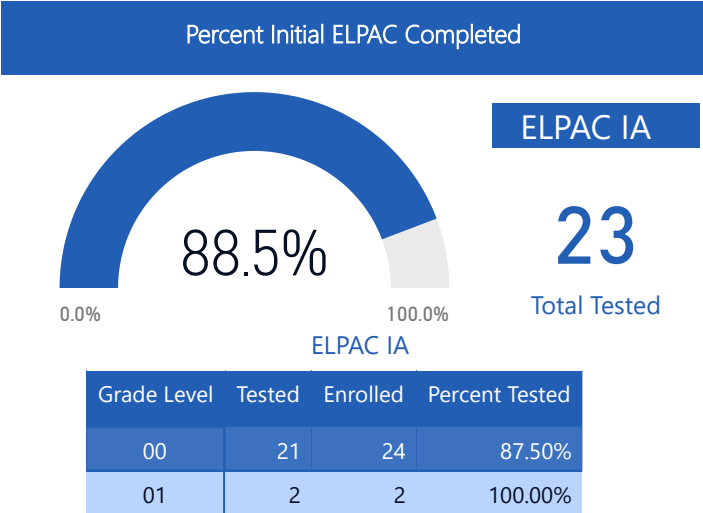 Percent Initial ELPAC Completed
ELPAC IA
88.5%
0.0%
100.0%
23
Total Tested
ELPAC IA
Grade Level Tested Enrolled Percent Tested
00 21 24 87.50%
01 2 2 100.00%